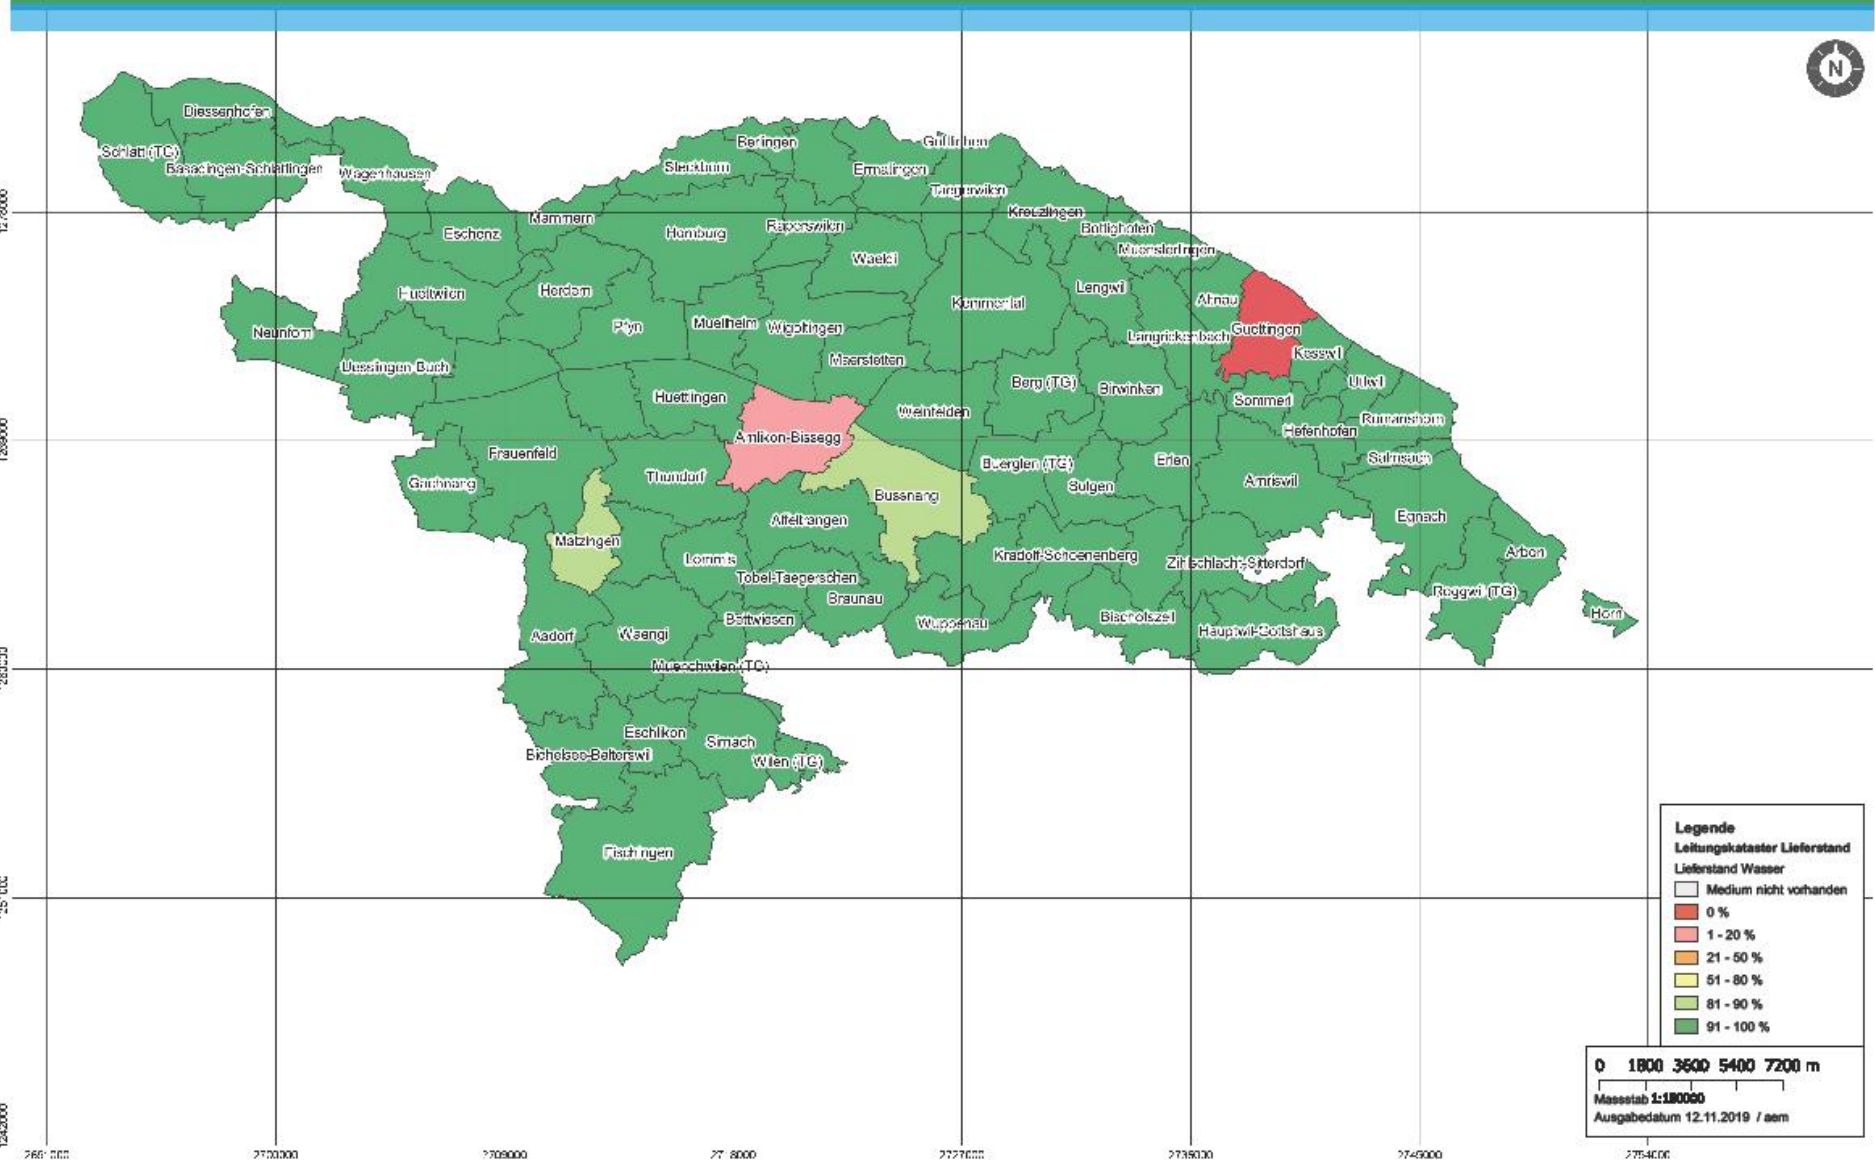 N
Diessenhofen
Schlatt (TG)
Basadingen-Schlattingen
Wagenhausen
Berlingen
Gottlieben
Steckborn
Ermatingen
Taegerwilen
Mammern
Eschenz
Homburg
Raperswilen
Kreuzlingen
Bottighofen
Muensterlingen
Waeldi
Huettwilen
Herdern
Kemmental
Lengwil
Altnau
Neunforn
Pfyn
Muellheim
Wigoltingen
Langrickenbach
Guettingen
Kesswil
Uesslingen-Buch
Maerstetten
Huettlingen
Berg (TG)
Birwinken
Uttwil
Sommeri
Weinfelden
Romanshorn
Hefenhofen
Amlikon-Bissegg
Frauenfeld
Salmsach
Gachnang
Thundorf
Buerglen (TG)
Erlen
Sulgen
Amriswil
Bussnang
Affeltrangen
Egnach
Matzingen
Lommis
Kradolf-Schoenenberg
Zihlschlacht-Sitterdorf
Arbon
Tobel-Taegerschen
Braunau
Roggwil (TG)
Horn
Bettwiesen
Wuppenau
Bischofszell
Hauptwil-Gottshaus
Aadorf
Waengi
Muenchwilen (TG)
Eschlikon
Sirnach
Bichelsee-Balterswil
Wilen (TG)
Fischingen
Legende
Leitungskataster Lieferstand
Lieferstand Wasser
Medium nicht vorhanden
0 %
1 - 20 %
21 - 50 %
51 - 80 %
81 - 90 %
91 - 100 %
0 1800 3600 5400 7200 m
Massstab 1:180000
Ausgabedatum 12.11.2019 / aem
1242000
2700000
2709000
2718000
2727000
2745000
2754000